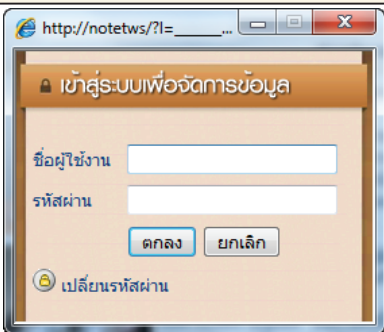 http://notetws/?l=______...
เข้าสู่ระบบเพื่อจัดการข้อมูล
ชื่อผู้ใช้งาน
รหัสผ่าน
ตกลง ยกเลิก
เปลี่ยนรหัสผ่าน